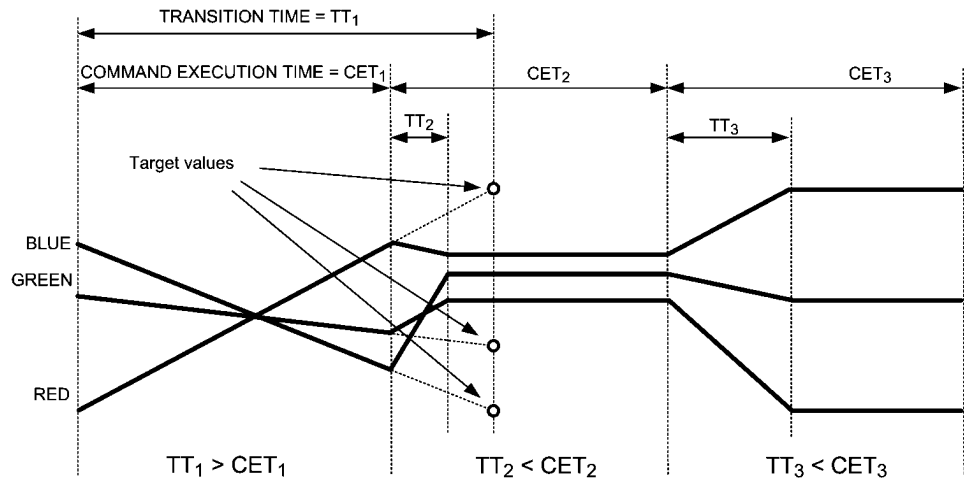 TRANSITION TIME = TT1
COMMAND EXECUTION TIME = CET1
CET2
CET3
TT2
TT3
Target values
BLUE
GREEN
RED
TT1 > CET1
TT2 < CET2
TT3 < CET3